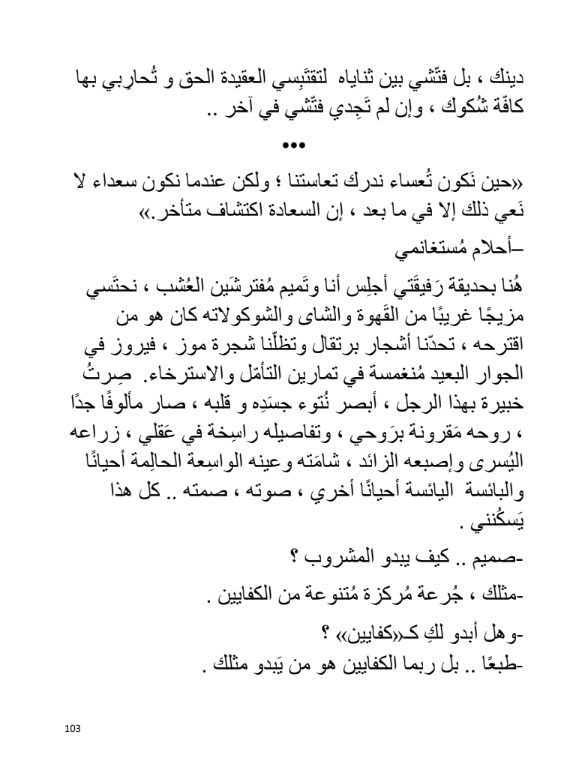 دينك ، بل فتّشي بين ثناياه لتقتَبِسي العقيدة الحق و تُحارِبي بها
كافّة شُكوك ، وإن لم تَجِدي فتّشي في آخر ..
•••
«حين نَكون تُعساء ندرك تعاستنا ؛ ولكن عندما نكون سعداء لا
نَعي ذلك إلا في ما بعد ، إن السعادة اكتشاف متأخر.»
–أحلام مُستغانمي
هُنا بحديقة رَفيقَتي أجلِس أنا وتَميم مُفترشَين العُشب ، نحتَسي
مزيجًا غريبًا من القَهوة والشاى والشوكولاته كان هو من
اقترحه ، تحدّنا أشجار برتقال وتظلّنا شجرة موز ، فيروز في
الجوار البعيد مُنغمسة في تمارين التأمّل والاسترخاء. صِرتُ
خبيرة بهذا الرجل ، أبصر نُتوء جسَدِه و قلبه ، صار مألوفًا جدًا
، روحه مَقرونة برَوحي ، وتفاصيله راسِخة في عَقلي ، زراعه
اليُسرى وإصبعه الزائد ، شامَته وعينه الواسِعة الحالِمة أحيانًا
والبائسة اليائسة أحيانًا أخري ، صوته ، صمته .. كل هذا
يَسكُنني .
-صميم .. كيف يبدو المشروب ؟
-مثلك ، جُرعة مُركزة مُتنوعة من الكفايين .
-وهل أبدو لكِ كـ«كفايين» ؟
-طبعًا .. بل ربما الكفايين هو من يَبدو مثلك .
103